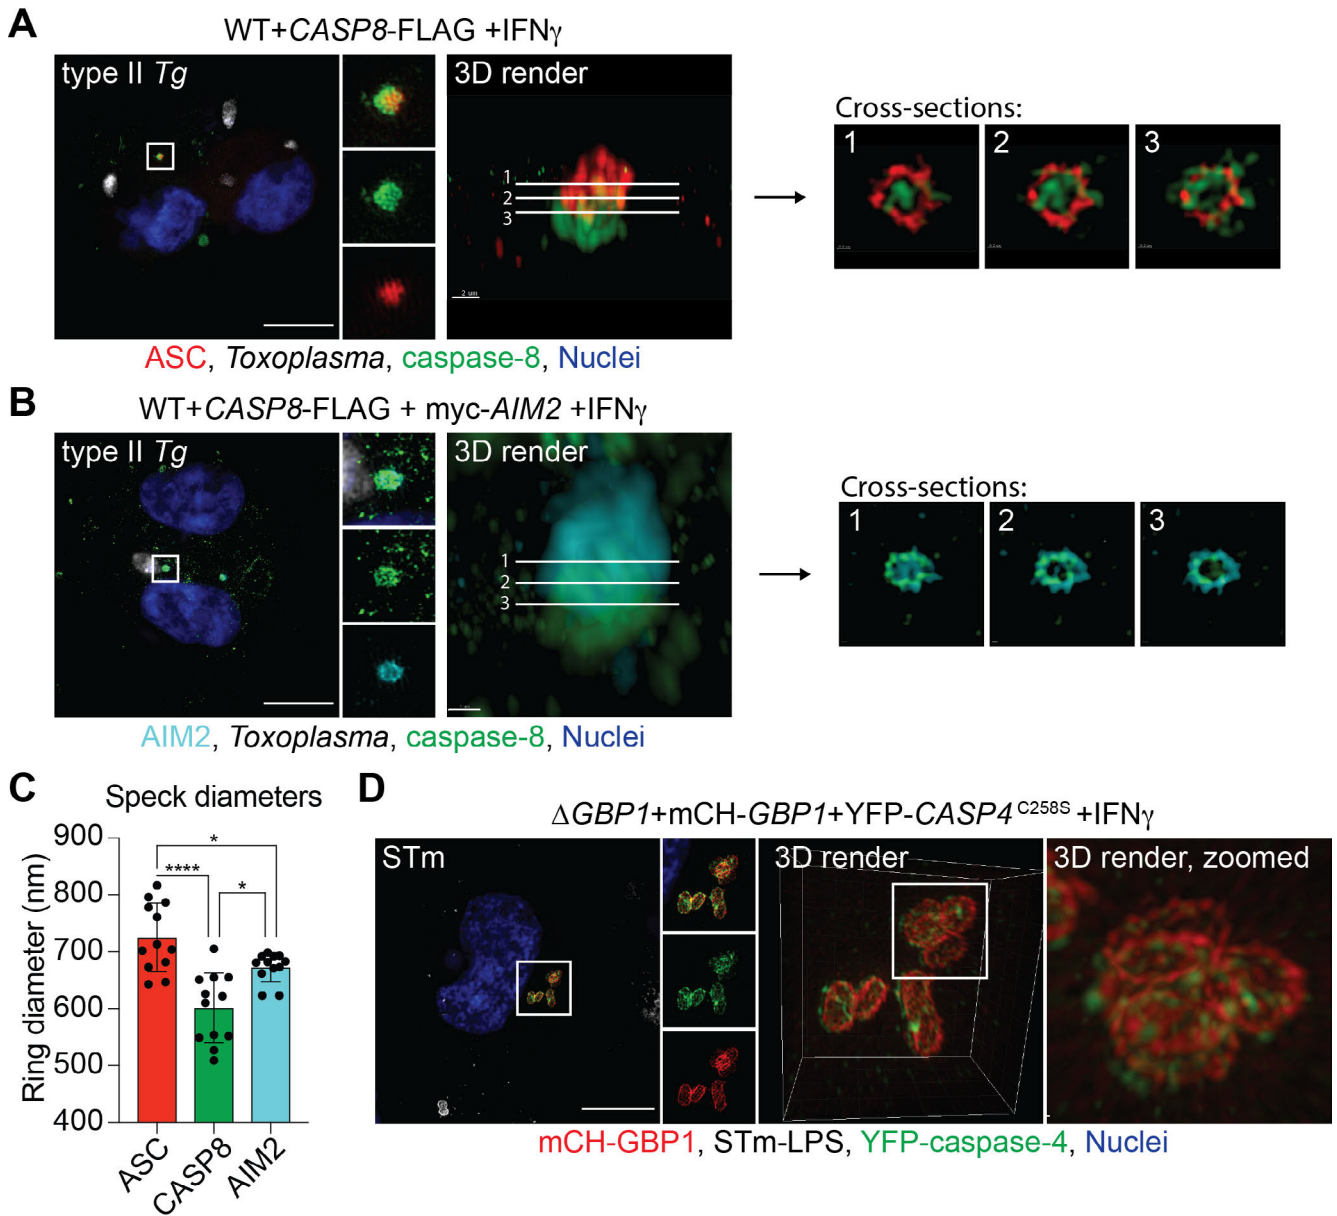 A
WT+CASP8-FLAG +IFNγ
type II Tg
3D render
1
2
3
2 um
Cross-sections:
1
2
3
ASC, Toxoplasma, caspase-8, Nuclei
B
WT+CASP8-FLAG + myc-AIM2 +IFNγ
type II Tg
3D render
1
2
3
Cross-sections:
1
2
3
AIM2, Toxoplasma, caspase-8, Nuclei
C
Speck diameters
Ring diameter (nm)
900
800
700
600
500
400
*
****
*
ASC
CASP8
AIM2
D
ΔGBP1+mCH-GBP1+YFP-CASP4 C258S +IFNγ
STm
3D render
3D render, zoomed
mCH-GBP1, STm-LPS, YFP-caspase-4, Nuclei